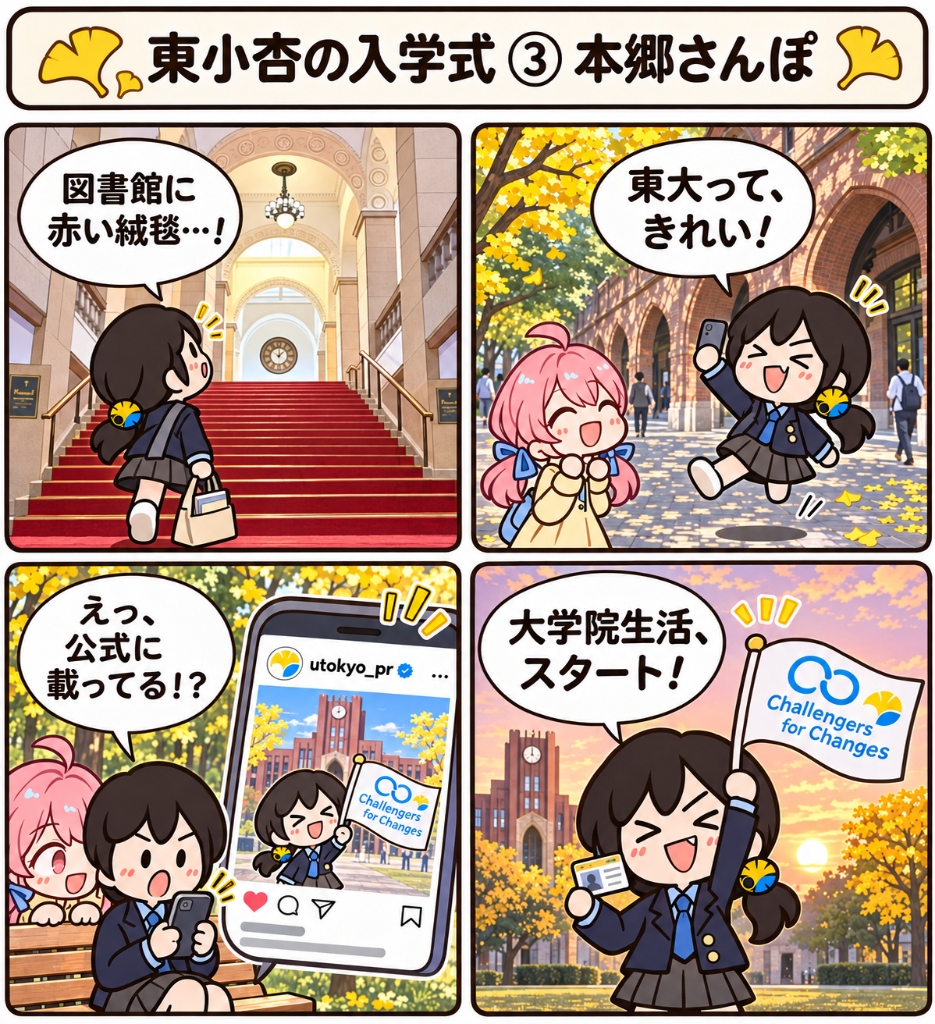 東小杏の入学式 ③ 本郷さんぽ
図書館に
赤い絨毯…!
東大って、
きれい!
えっ、
公式に
載ってる!?
utokyo_pr
Challengers
for Changes
大学院生活、
スタート!
Challengers
for Changes